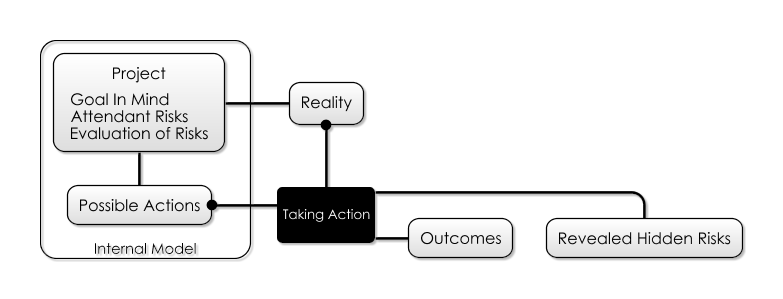 Project
Goal In Mind
Attendant Risks
Evaluation of Risks
Reality
Possible Actions
Taking Action
Internal Model
Outcomes
Revealed Hidden Risks